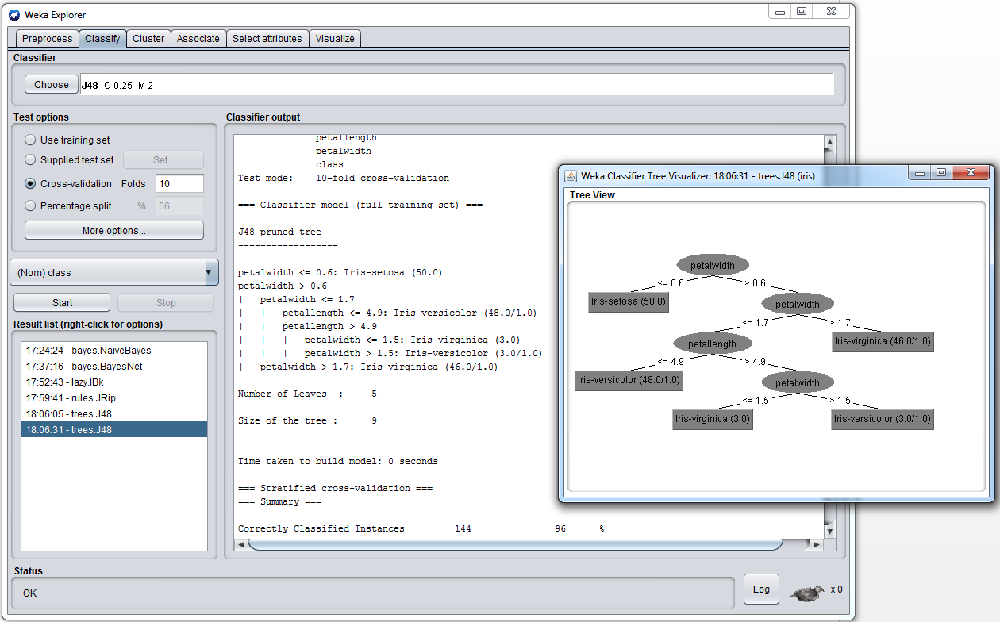 Weka Explorer
Preprocess Classify Cluster Associate Select attributes Visualize
Classifier
Choose J48 -C 0.25 -M 2
Test options
Use training set
Supplied test set Set...
Cross-validation Folds 10
Percentage split % 66
More options...
(Nom) class
Start Stop
Result list (right-click for options)
17:24:24 - bayes.NaiveBayes
17:37:16 - bayes.BayesNet
17:52:43 - lazy.IBk
17:59:41 - rules.JRip
18:06:05 - trees.J48
18:06:31 - trees.J48
Classifier output
petallength
petalwidth
class
Test mode: 10-fold cross-validation
=== Classifier model (full training set) ===
J48 pruned tree
------------------
petalwidth <= 0.6: Iris-setosa (50.0)
petalwidth > 0.6
| petalwidth <= 1.7
| | petallength <= 4.9: Iris-versicolor (48.0/1.0)
| | petallength > 4.9
| | | petalwidth <= 1.5: Iris-virginica (3.0)
| | | petalwidth > 1.5: Iris-versicolor (3.0/1.0)
| petalwidth > 1.7: Iris-virginica (46.0/1.0)
Number of Leaves : 5
Size of the tree : 9
Time taken to build model: 0 seconds
=== Stratified cross-validation ===
=== Summary ===
Correctly Classified Instances 144 96 %
Weka Classifier Tree Visualizer: 18:06:31 - trees.J48 (iris)
Tree View
petalwidth
<= 0.6 > 0.6
Iris-setosa (50.0) petalwidth
<= 1.7 > 1.7
petallength Iris-virginica (46.0/1.0)
<= 4.9 > 4.9
Iris-versicolor (48.0/1.0) petalwidth
<= 1.5 > 1.5
Iris-virginica (3.0) Iris-versicolor (3.0/1.0)
Status
OK
Log x 0